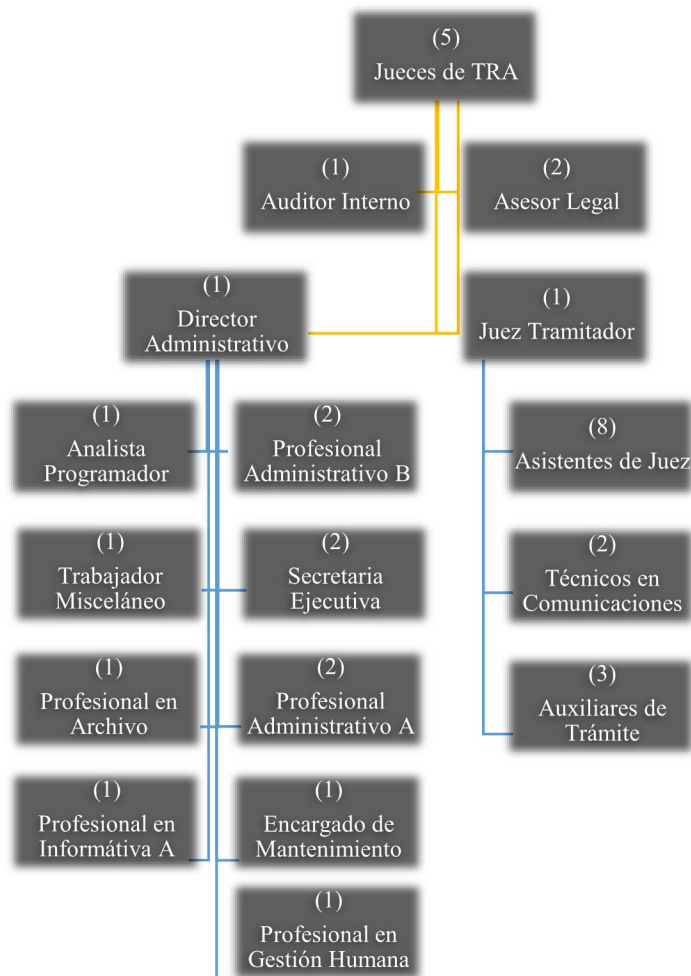 (5)
Jueces de TRA
(1)
Auditor Interno
(2)
Asesor Legal
(1)
Director
Administrativo
(1)
Juez Tramitador
(1)
Analista
Programador
(2)
Profesional
Administrativo B
(8)
Asistentes de Juez
(1)
Trabajador
Misceláneo
(2)
Secretaria
Ejecutiva
(2)
Técnicos en
Comunicaciones
(1)
Profesional en
Archivo
(2)
Profesional
Administrativo A
(3)
Auxiliares de
Trámite
(1)
Profesional en
Informátiva A
(1)
Encargado de
Mantenimiento
(1)
Profesional en
Gestión Humana